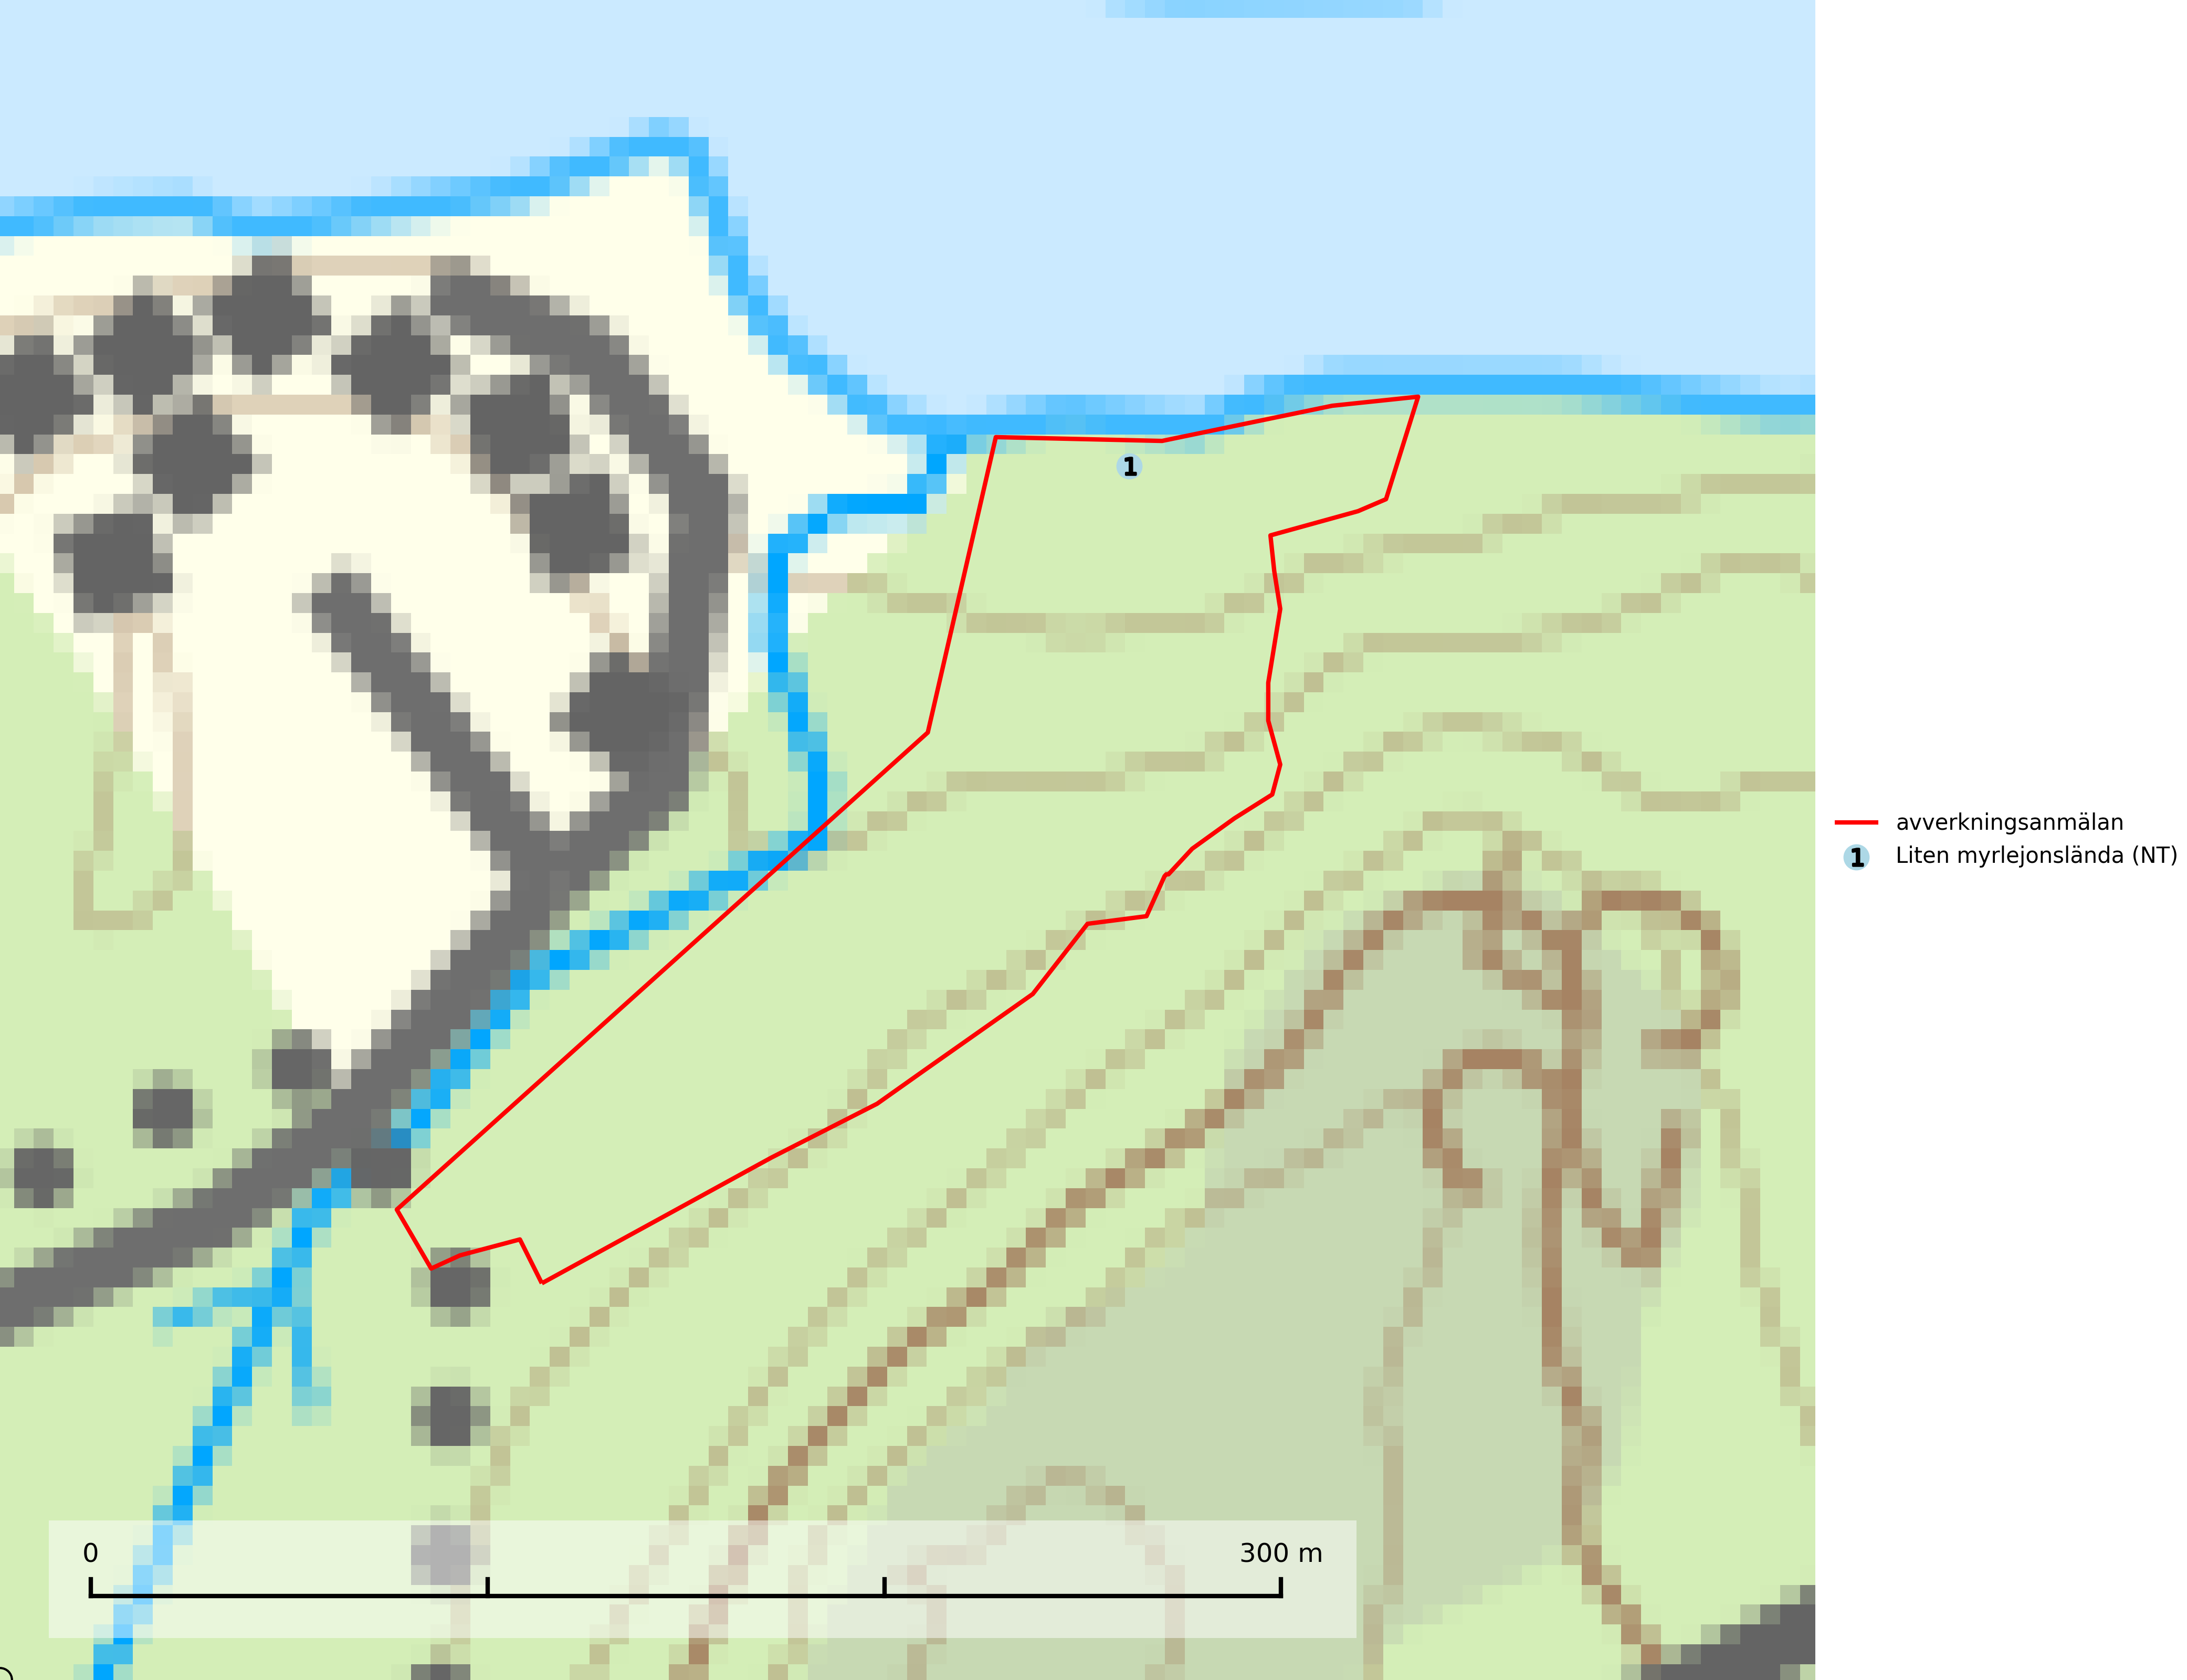 1
avverkningsanmälan
1 Liten myrlejonslända (NT)
0 300 m